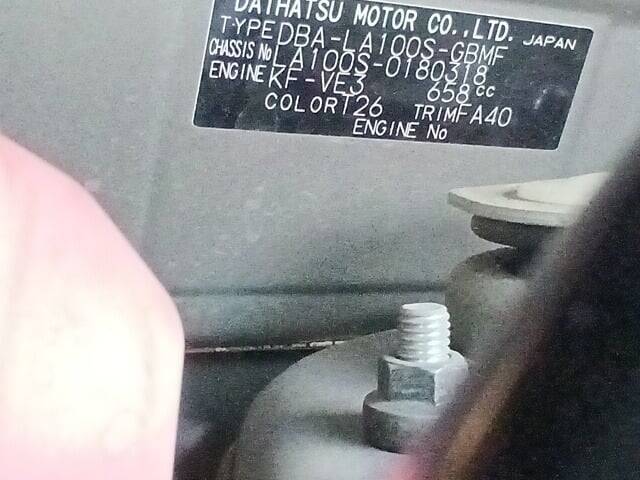 DAIHATSU MOTOR CO.,LTD. JAPAN
TYPE DBA-LA100S-GBMF
CHASSIS No LA100S-0180318
ENGINE KF-VE3 658cc
COLOR T26 TRIM FA40
ENGINE No